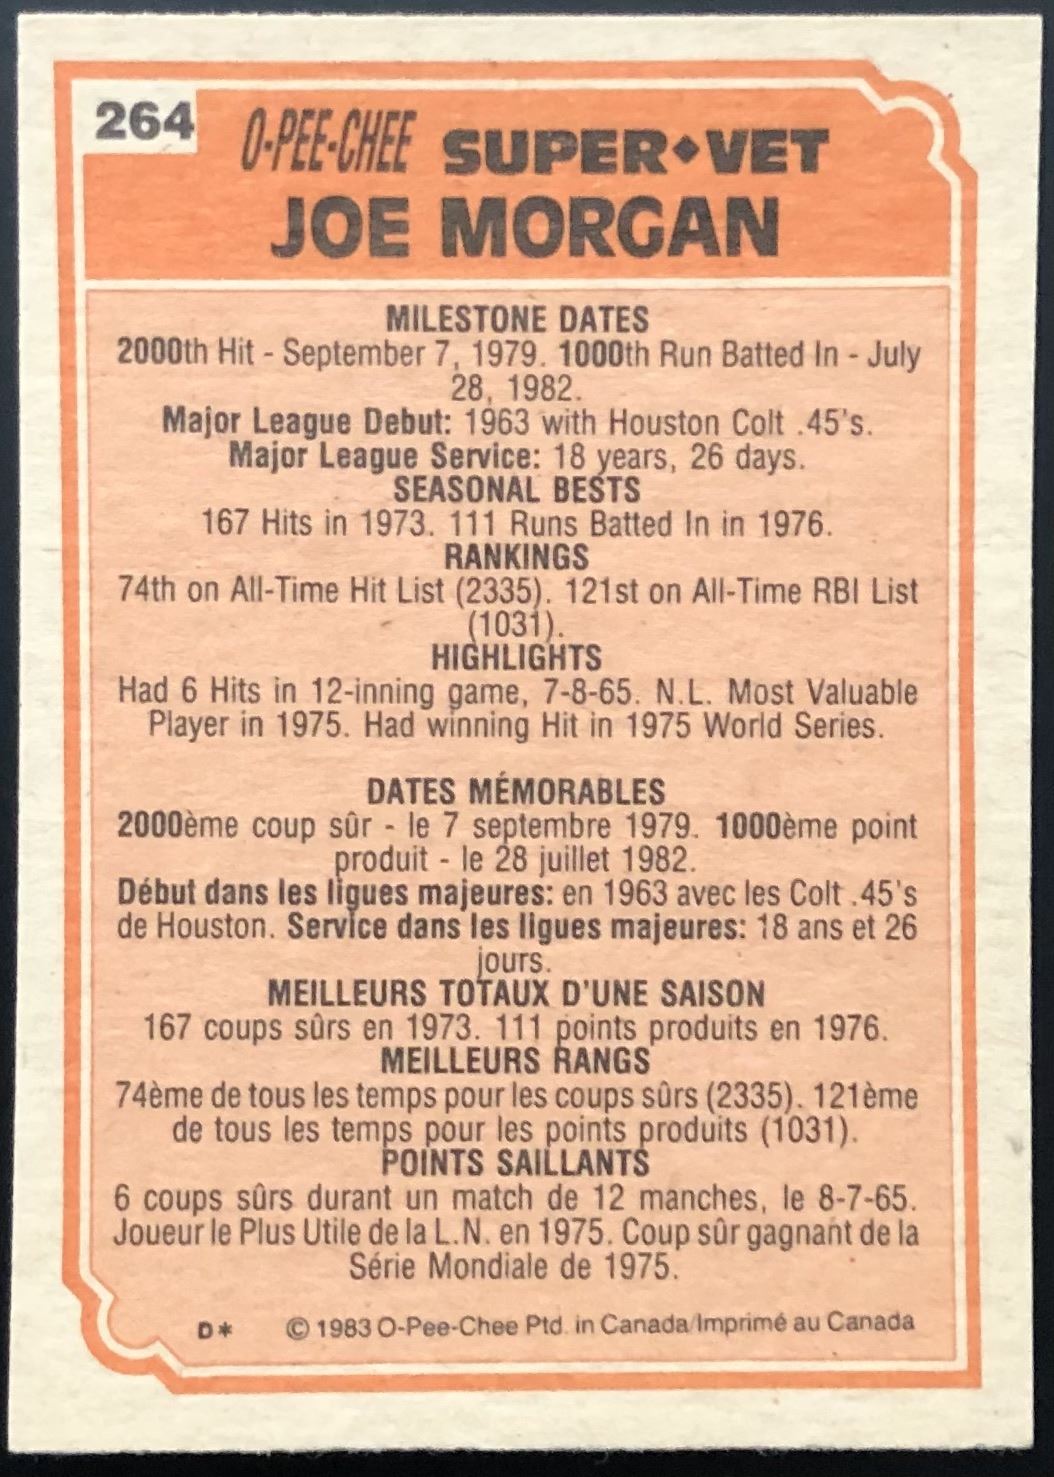 264
O-PEE-CHEE SUPER◆VET
JOE MORGAN
MILESTONE DATES
2000th Hit - September 7, 1979. 1000th Run Batted In - July
28, 1982.
Major League Debut: 1963 with Houston Colt .45's.
Major League Service: 18 years, 26 days.
SEASONAL BESTS
167 Hits in 1973. 111 Runs Batted In in 1976.
RANKINGS
74th on All-Time Hit List (2335). 121st on All-Time RBI List
(1031).
HIGHLIGHTS
Had 6 Hits in 12-inning game, 7-8-65. N.L. Most Valuable
Player in 1975. Had winning Hit in 1975 World Series.
DATES MÉMORABLES
2000ème coup sûr - le 7 septembre 1979. 1000ème point
produit - le 28 juillet 1982.
Début dans les ligues majeures: en 1963 avec les Colt .45's
de Houston. Service dans les ligues majeures: 18 ans et 26
jours.
MEILLEURS TOTAUX D'UNE SAISON
167 coups sûrs en 1973. 111 points produits en 1976.
MEILLEURS RANGS
74ème de tous les temps pour les coups sûrs (2335). 121ème
de tous les temps pour les points produits (1031).
POINTS SAILLANTS
6 coups sûrs durant un match de 12 manches, le 8-7-65.
Joueur le Plus Utile de la L.N. en 1975. Coup sûr gagnant de la
Série Mondiale de 1975.
D* © 1983 O-Pee-Chee Ptd. in Canada/Imprimé au Canada